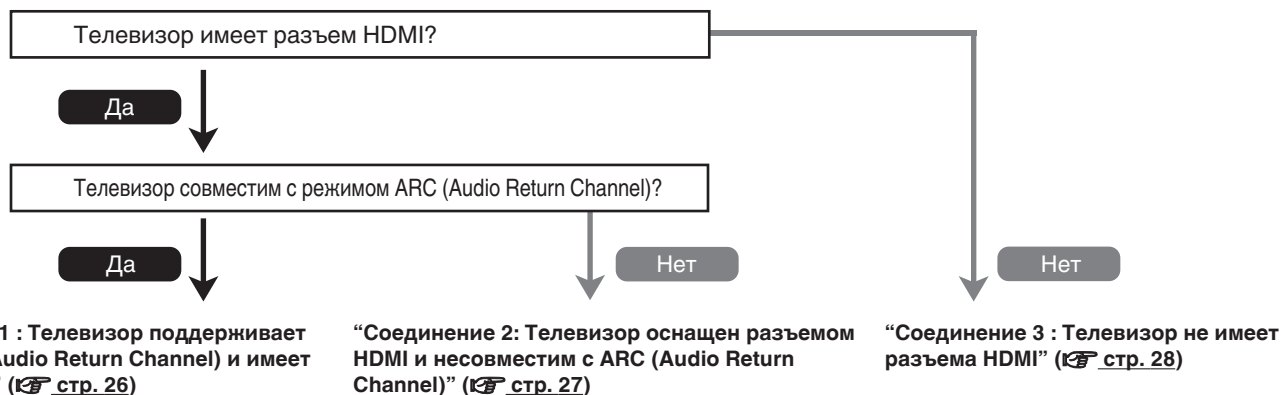 Телевизор имеет разъем HDMI?
Да
Телевизор совместим с режимом ARC (Audio Return Channel)?
Да
Нет
Нет
1 : Телевизор поддерживает
Audio Return Channel) и имеет
” (☞ стр. 26)
“Соединение 2: Телевизор оснащен разъемом
HDMI и несовместим с ARC (Audio Return
Channel)” (☞ стр. 27)
“Соединение 3 : Телевизор не имеет
разъема HDMI” (☞ стр. 28)